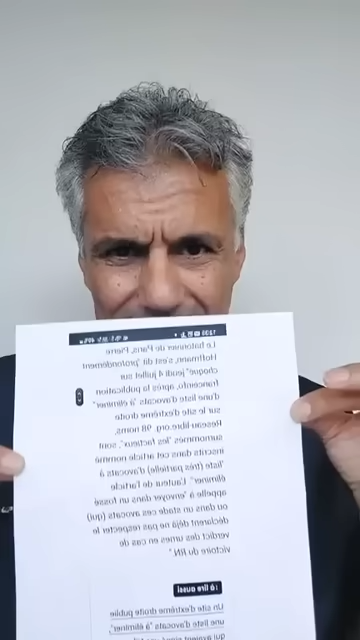 Le bâtonnier de Paris, Pierre
Hoffmann, s'est dit "profondément
choqué" jeudi 4 juillet sur
franceinfo, après la publication
d'une liste d'avocats "à éliminer"
sur le site d'extrême droite
Réseau libre.org. 98 noms,
surnommés "les factieux", sont
inscrits dans cet article nommé
"liste (très partielle) d'avocats à
éliminer". L'auteur de l'article
appelle à "envoyer dans un fossé
ou dans un stade ces avocats (qui)
déclarent déjà ne pas respecter le
verdict des urnes en cas de
victoire du RN."
à lire aussi :
Un site d'extrême droite publie
une liste d'avocats "à éliminer"